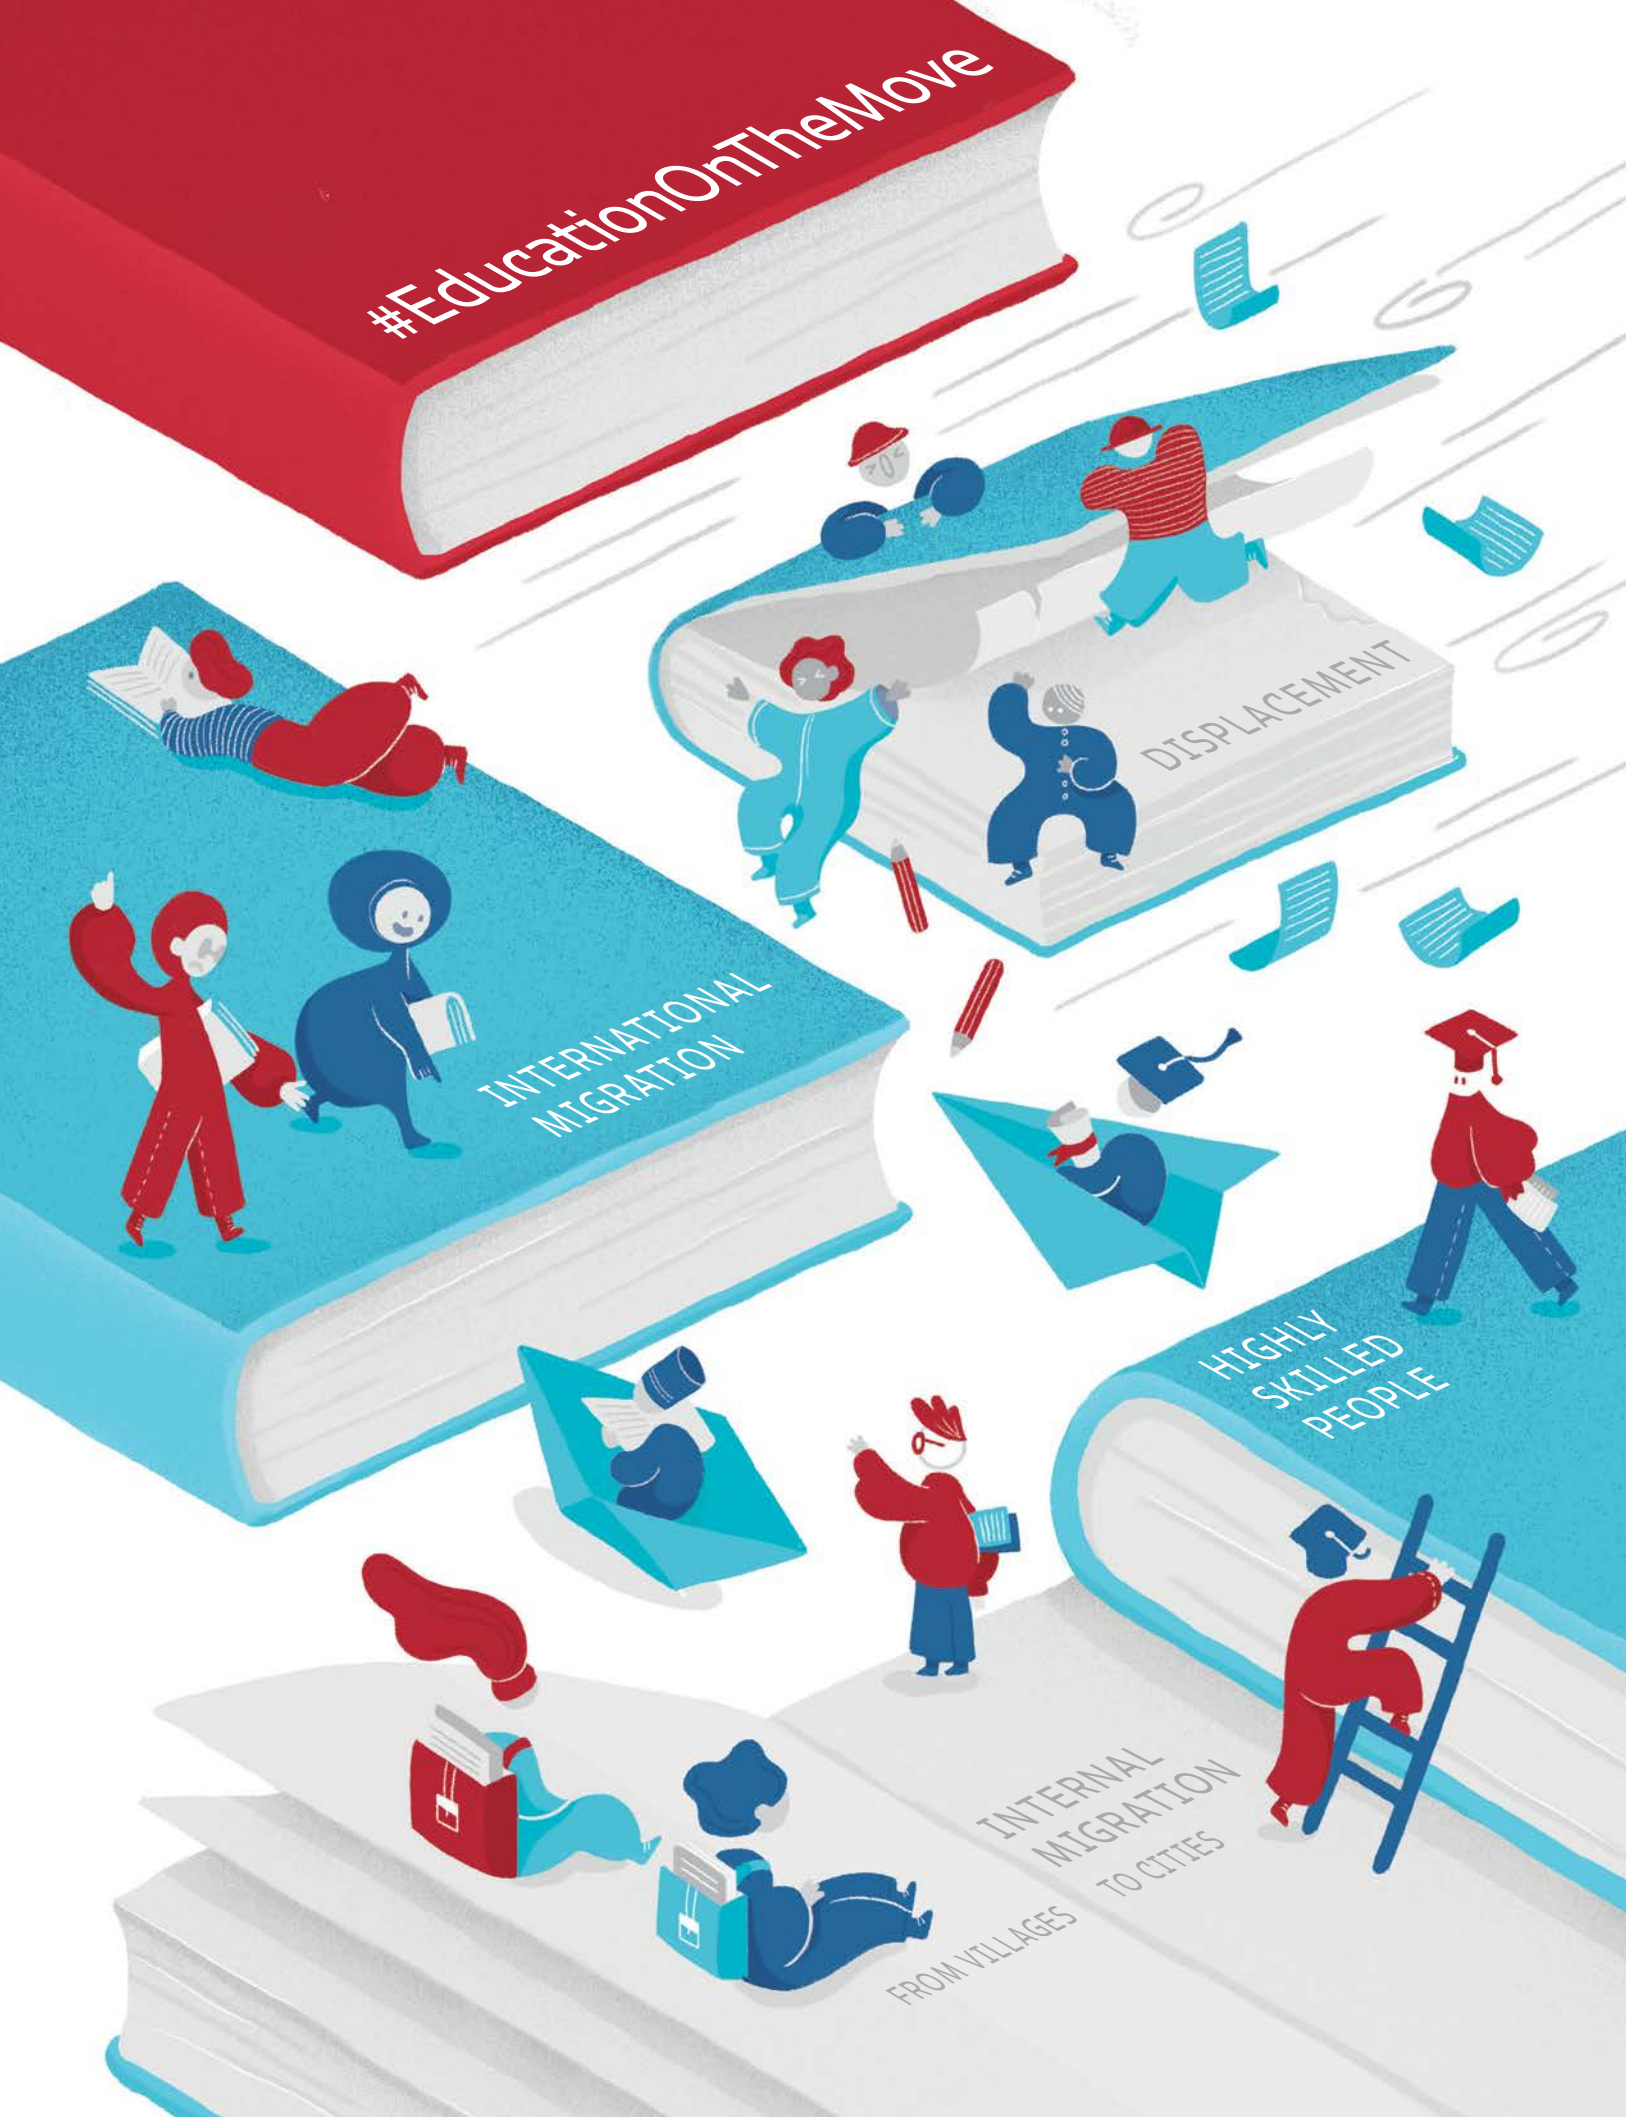 #EducationOnTheMove
DISPLACEMENT
INTERNATIONAL
MIGRATION
HIGHLY
SKILLED
PEOPLE
INTERNAL
MIGRATION
FROM VILLAGES TO CITIES